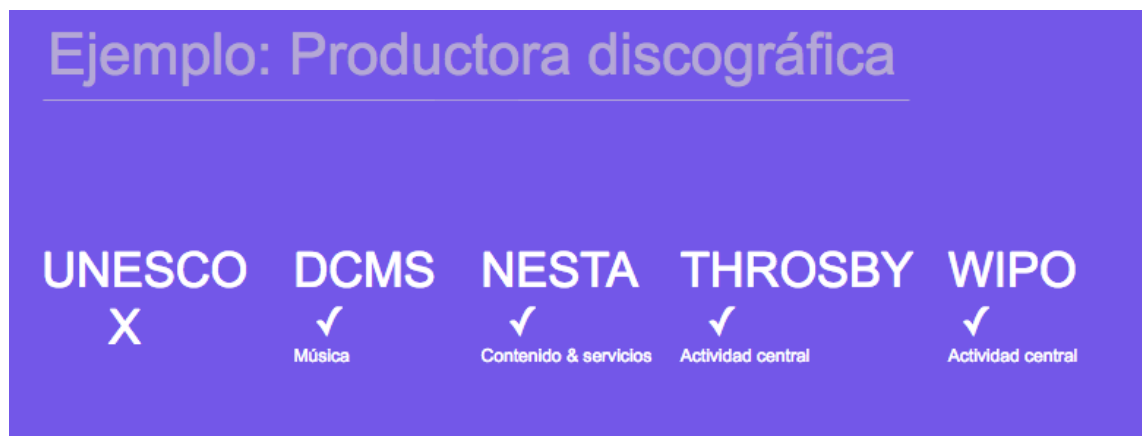 Ejemplo: Productora discográfica
UNESCO DCMS NESTA THROSBY WIPO
X ✓ ✓ ✓ ✓
Música Contenido & servicios Actividad central Actividad central